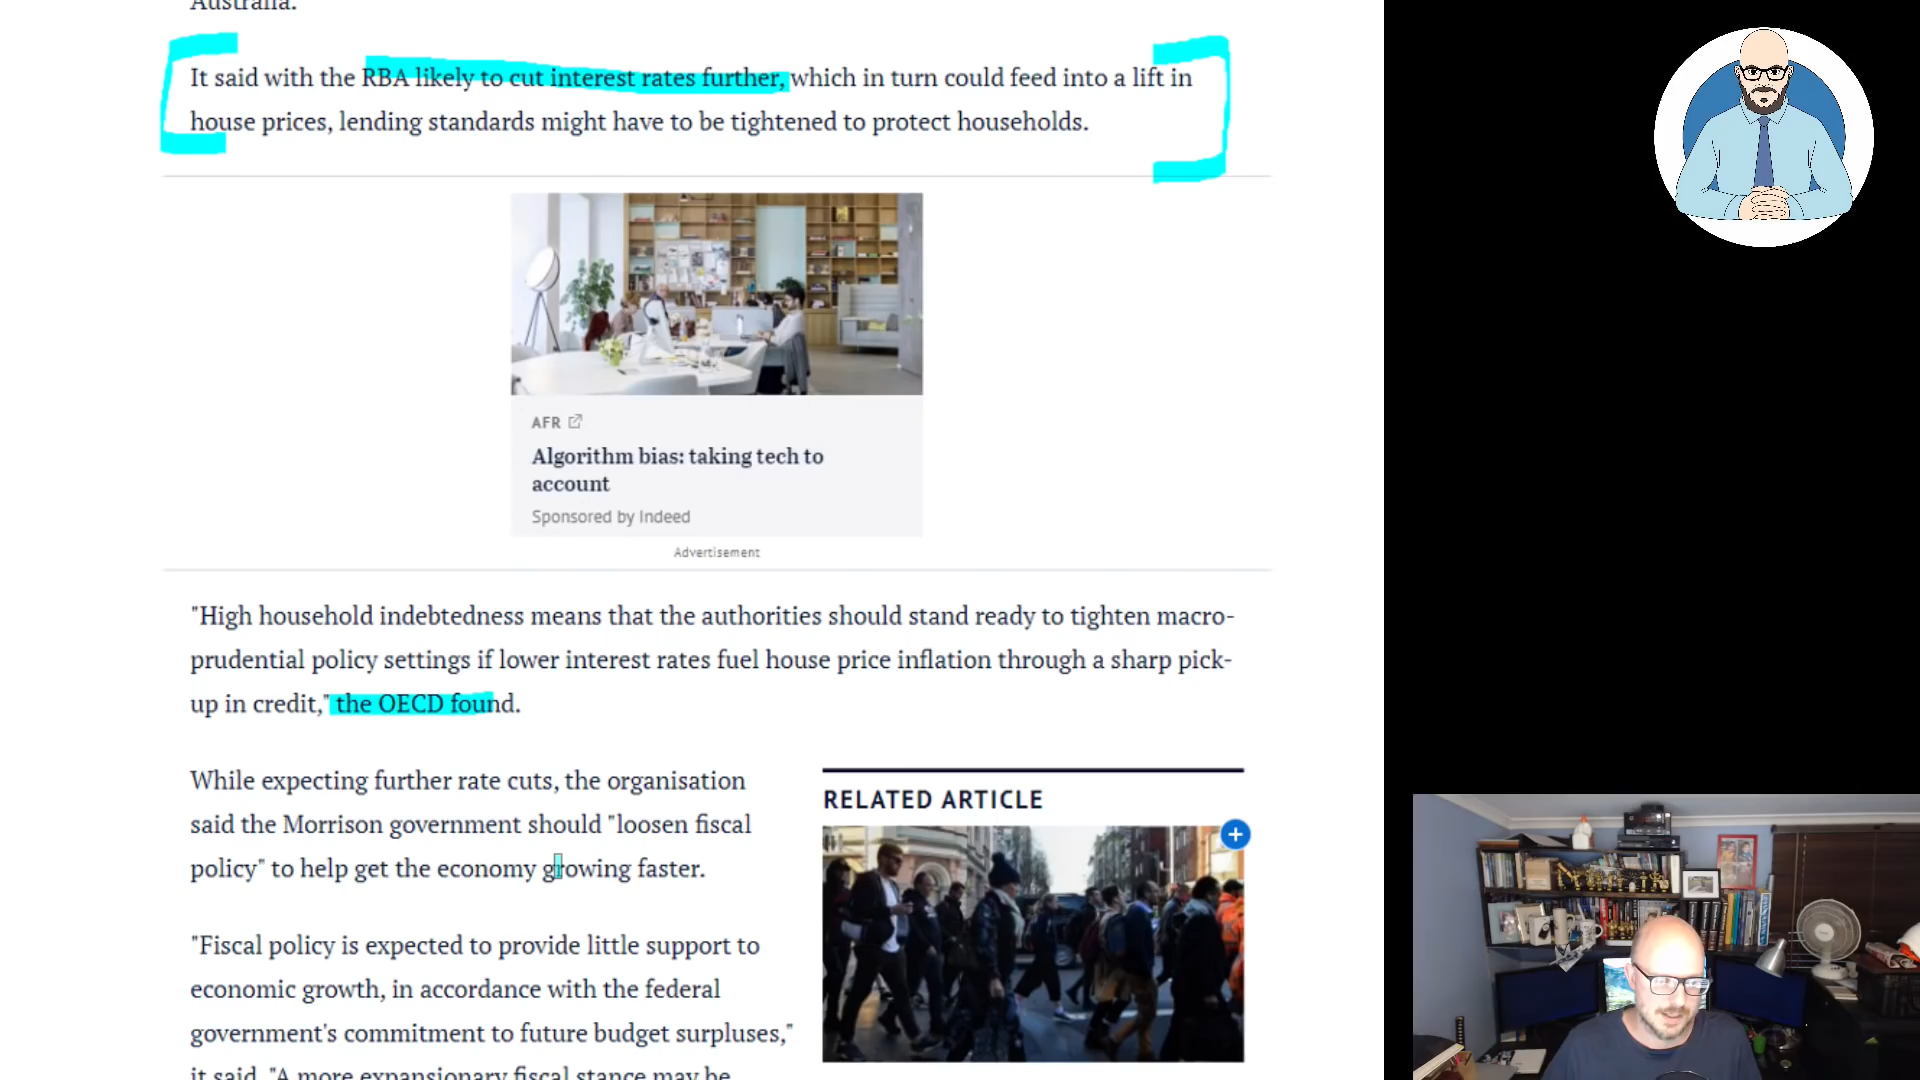 Australia.
It said with the RBA likely to cut interest rates further, which in turn could feed into a lift in
house prices, lending standards might have to be tightened to protect households.
AFR
Algorithm bias: taking tech to
account
Sponsored by Indeed
Advertisement
"High household indebtedness means that the authorities should stand ready to tighten macro-
prudential policy settings if lower interest rates fuel house price inflation through a sharp pick-
up in credit," the OECD found.
While expecting further rate cuts, the organisation
said the Morrison government should "loosen fiscal
policy" to help get the economy growing faster.
RELATED ARTICLE
"Fiscal policy is expected to provide little support to
economic growth, in accordance with the federal
government's commitment to future budget surpluses,"
it said. "A more expansionary fiscal stance may be